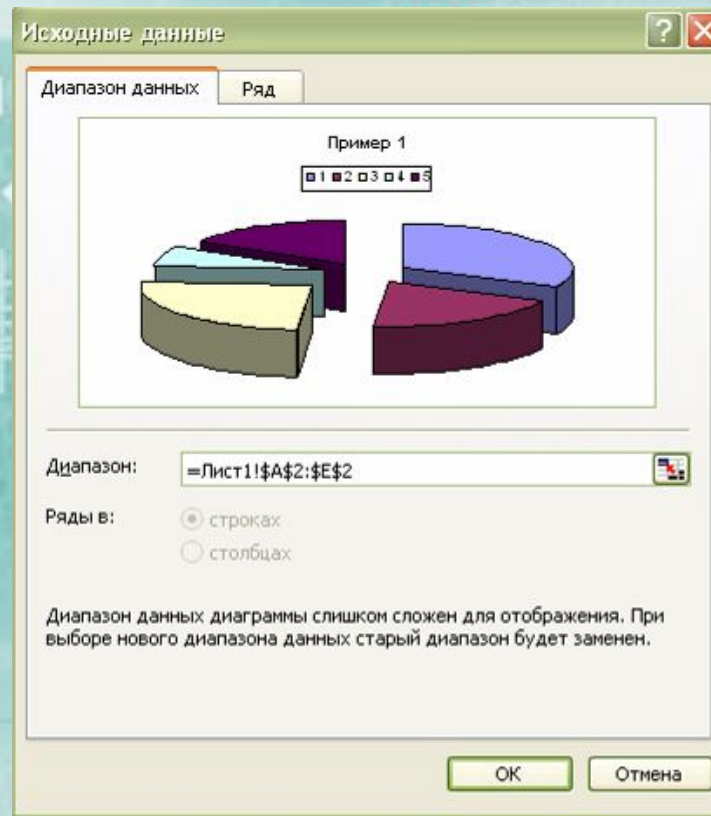 Исходные данные
Диапазон данных Ряд
Пример 1
1 2 3 4 5
Диапазон: =Лист1!$A$2:$E$2
Ряды в: строках
столбцах
Диапазон данных диаграммы слишком сложен для отображения. При
выборе нового диапазона данных старый диапазон будет заменен.
ОК Отмена